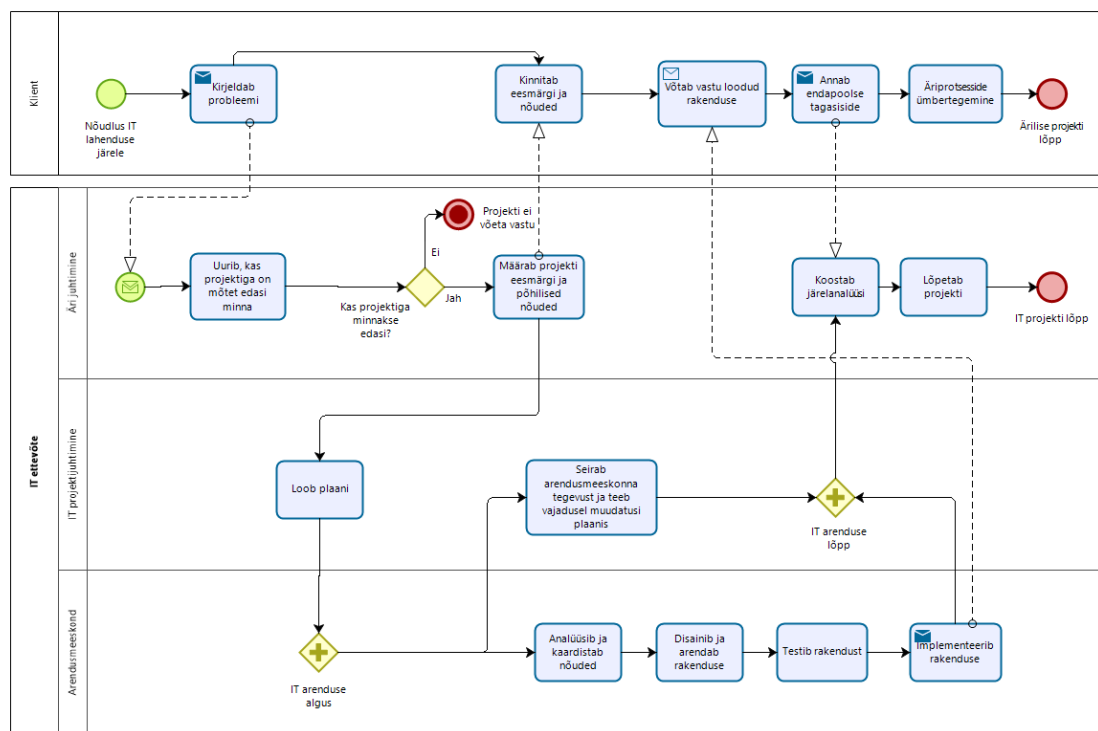 Klient
Nõudlus IT
lahenduse
järele
Kirjeldab
probleemi
Kinnitab
eesmärgi ja
nõuded
Võtab vastu loodud
rakenduse
Annab
endapoolse
tagasiside
Äriprotsesside
ümbertegemine
Ärilise projekti
lõpp
IT ettevõte
Äri juhtimine
Uurib, kas
projektiga on
mõtet edasi
minna
Kas projektiga
minnakse
edasi?
Ei
Projekti ei
võeta vastu
Jah
Määrab projekti
eesmärgi ja
põhilised
nõuded
Koostab
järelanalüüsi
Lõpetab
projekti
IT projekti lõpp
IT projektijuhtimine
Loob plaani
Seirab
arendusmeeskonna
tegevust ja teeb
vajadusel muudatusi
plaanis
IT arenduse
lõpp
Arendusmeeskond
IT arenduse
algus
Analüüsib ja
kaardistab
nõuded
Disainib ja
arendab
rakenduse
Testib rakendust
Implementeerib
rakenduse